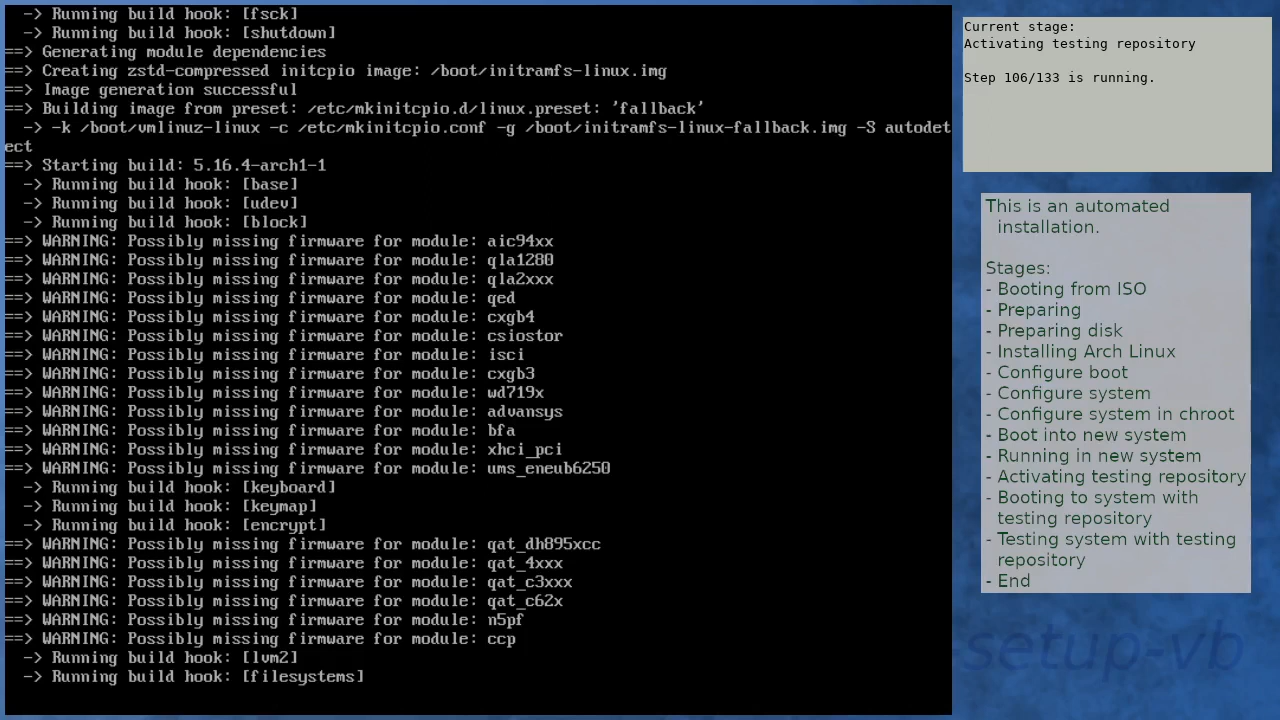 -> Running build hook: [fsck]
-> Running build hook: [shutdown]
==> Generating module dependencies
==> Creating zstd-compressed initcpio image: /boot/initramfs-linux.img
==> Image generation successful
==> Building image from preset: /etc/mkinitcpio.d/linux.preset: 'fallback'
-> -k /boot/vmlinuz-linux -c /etc/mkinitcpio.conf -g /boot/initramfs-linux-fallback.img -S autodet
ect
==> Starting build: 5.16.4-arch1-1
-> Running build hook: [base]
-> Running build hook: [udev]
-> Running build hook: [block]
==> WARNING: Possibly missing firmware for module: aic94xx
==> WARNING: Possibly missing firmware for module: qla1280
==> WARNING: Possibly missing firmware for module: qla2xxx
==> WARNING: Possibly missing firmware for module: qed
==> WARNING: Possibly missing firmware for module: cxgb4
==> WARNING: Possibly missing firmware for module: csiostor
==> WARNING: Possibly missing firmware for module: isci
==> WARNING: Possibly missing firmware for module: cxgb3
==> WARNING: Possibly missing firmware for module: wd719x
==> WARNING: Possibly missing firmware for module: advansys
==> WARNING: Possibly missing firmware for module: bfa
==> WARNING: Possibly missing firmware for module: xhci_pci
==> WARNING: Possibly missing firmware for module: ums_eneub6250
-> Running build hook: [keyboard]
-> Running build hook: [keymap]
-> Running build hook: [encrypt]
==> WARNING: Possibly missing firmware for module: qat_dh895xcc
==> WARNING: Possibly missing firmware for module: qat_4xxx
==> WARNING: Possibly missing firmware for module: qat_c3xxx
==> WARNING: Possibly missing firmware for module: qat_c62x
==> WARNING: Possibly missing firmware for module: n5pf
==> WARNING: Possibly missing firmware for module: ccp
-> Running build hook: [lvm2]
-> Running build hook: [filesystems]
Current stage:
Activating testing repository
Step 106/133 is running.
This is an automated
installation.
Stages:
- Booting from ISO
- Preparing
- Preparing disk
- Installing Arch Linux
- Configure boot
- Configure system
- Configure system in chroot
- Boot into new system
- Running in new system
- Activating testing repository
- Booting to system with
testing repository
- Testing system with testing
repository
- End
-setup-vb